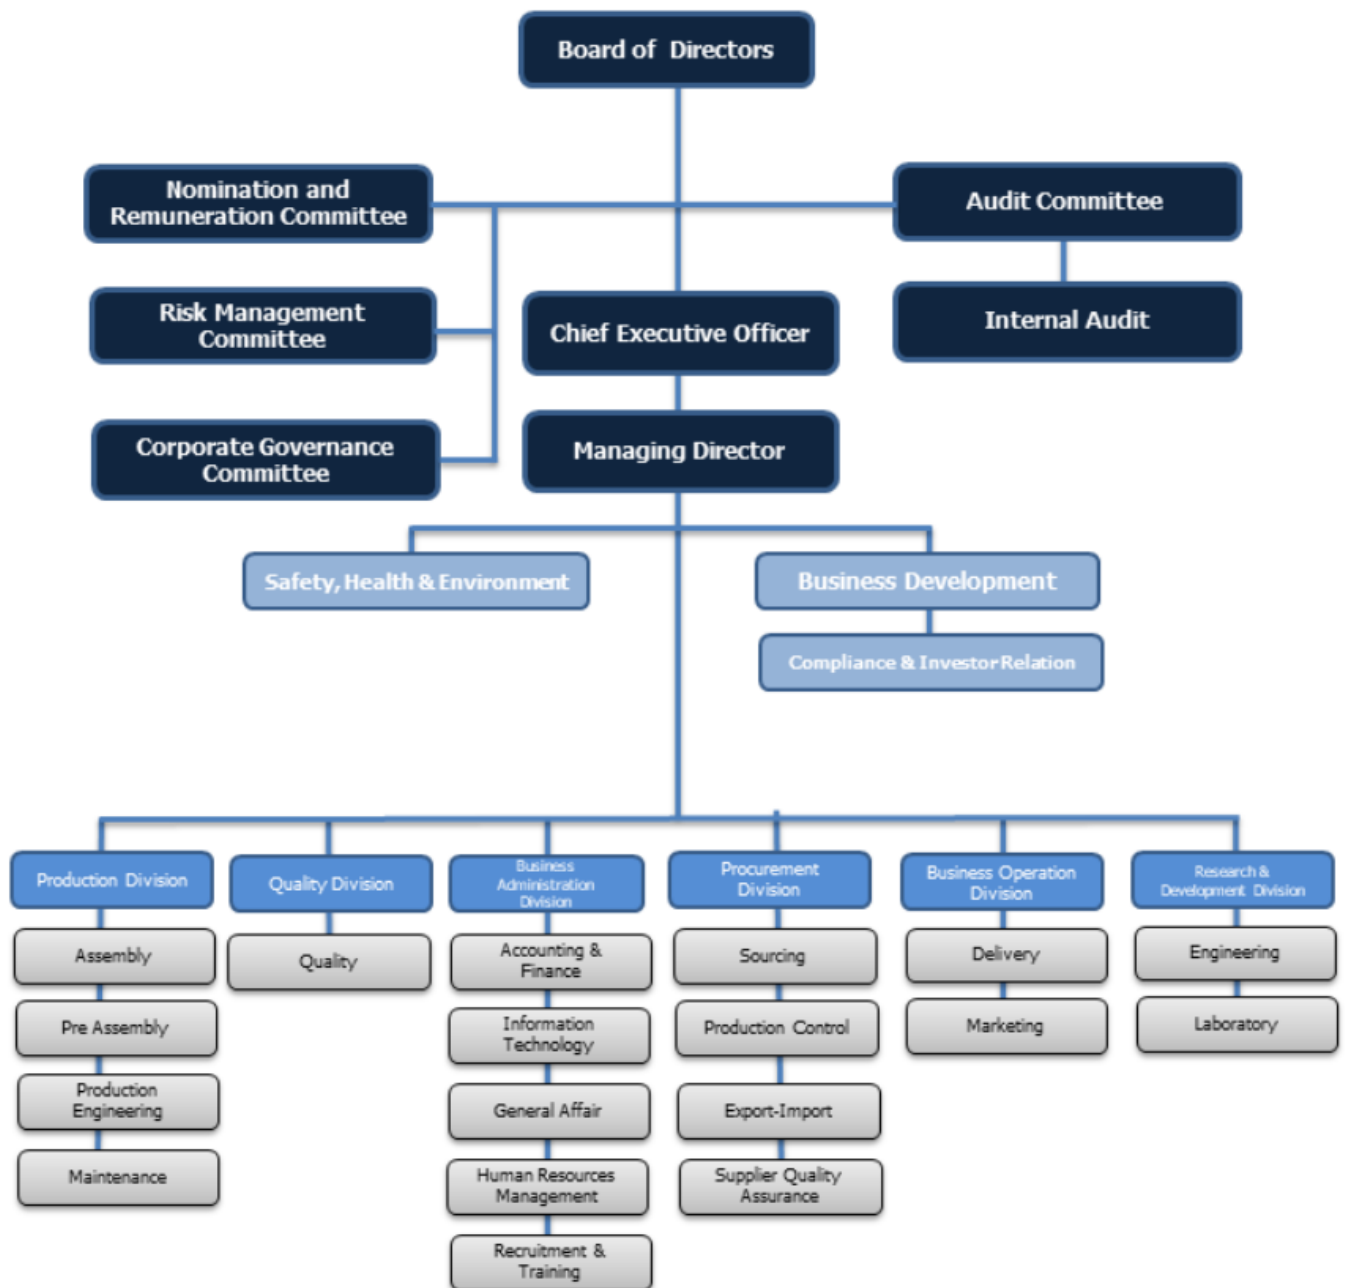 Board of Directors
Nomination and
Remuneration Committee
Audit Committee
Risk Management
Committee
Chief Executive Officer
Internal Audit
Corporate Governance
Committee
Managing Director
Safety, Health & Environment
Business Development
Compliance & Investor Relation
Production Division
Quality Division
Business
Administration
Division
Procurement
Division
Business Operation
Division
Research &
Development Division
Assembly
Pre Assembly
Production
Engineering
Maintenance
Quality
Accounting &
Finance
Information
Technology
General Affair
Human Resources
Management
Recruitment &
Training
Sourcing
Production Control
Export-Import
Supplier Quality
Assurance
Delivery
Marketing
Engineering
Laboratory